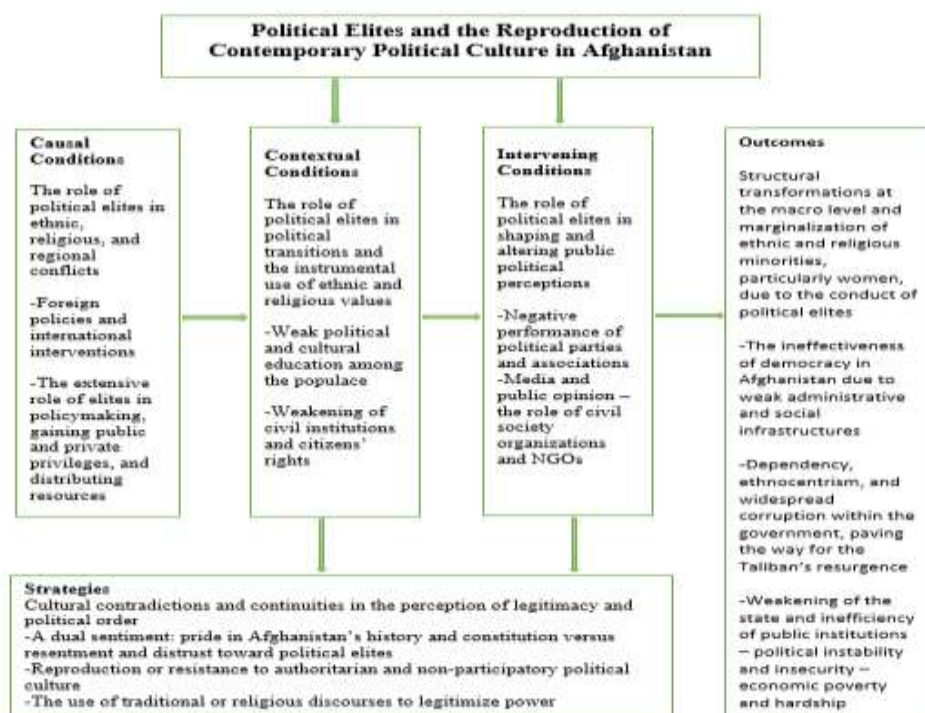 Political Elites and the Reproduction of
Contemporary Political Culture in Afghanistan
Causal
Conditions
The role of
political elites in
ethnic,
religious, and
regional
conflicts
-Foreign
policies and
international
interventions
-The extensive
role of elites in
policymaking,
gaining public
and private
privileges, and
distributing
resources
Contextual
Conditions
The role of
political elites in
political
transitions and
the instrumental
use of ethnic and
religious values
-Weak political
and cultural
education among
the populace
-Weakening of
civil institutions
and citizens'
rights
Intervening
Conditions
The role of
political elites in
shaping and
altering public
political
perceptions
-Negative
performance of
political parties
and associations
-Media and
public opinion –
the role of civil
society
organizations
and NGOs
Outcomes
Structural
transformations at
the macro level and
marginalization of
ethnic and religious
minorities,
particularly women,
due to the conduct of
political elites
-The ineffectiveness
of democracy in
Afghanistan due to
weak administrative
and social
infrastructures
-Dependency,
ethnocentrism, and
widespread
corruption within the
government, paving
the way for the
Taliban's resurgence
-Weakening of the
state and inefficiency
of public institutions
– political instability
and insecurity –
economic poverty
and hardship
Strategies
Cultural contradictions and continuities in the perception of legitimacy and
political order
-A dual sentiment: pride in Afghanistan's history and constitution versus
resentment and distrust toward political elites
-Reproduction or resistance to authoritarian and non-participatory political
culture
-The use of traditional or religious discourses to legitimize power